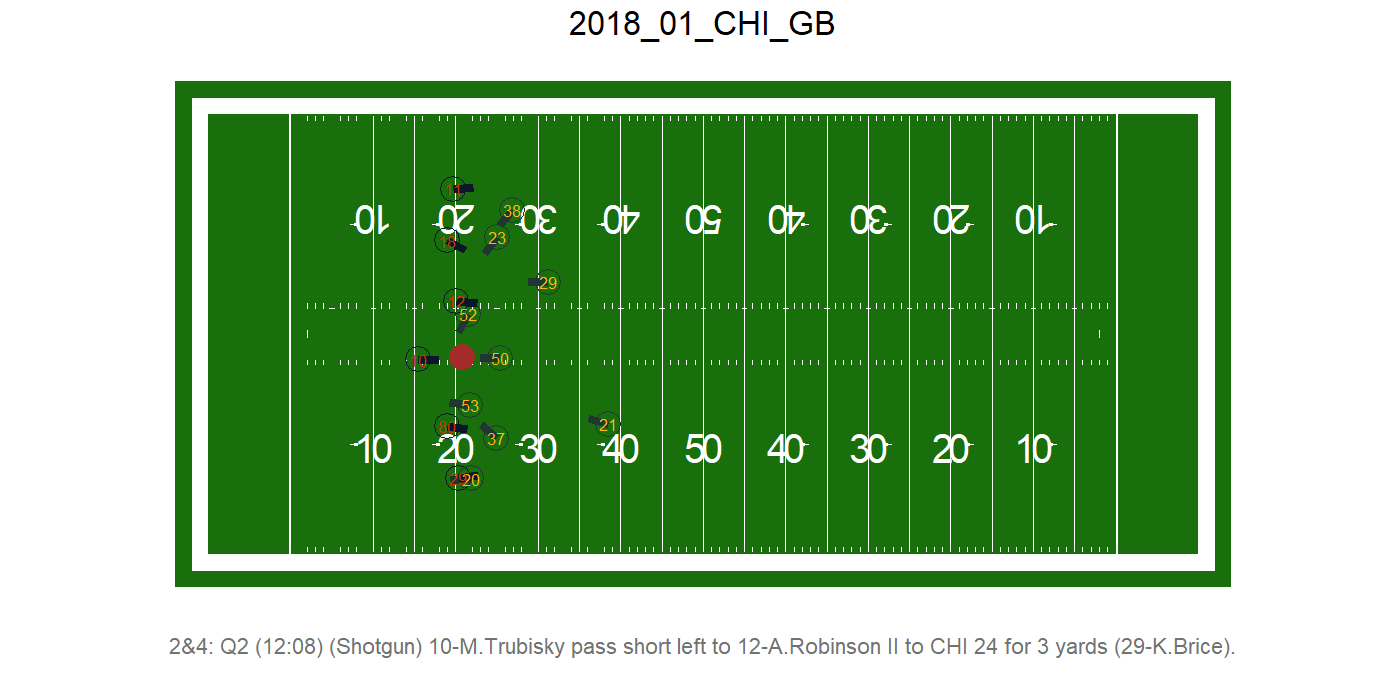 2018_01_CHI_GB
11
38
10 20 30 40 50 40 30 20 10
18 23
29
12
52
10 50
53
80 21
37
10 20 30 40 50 40 30 20 10
29 20
2&4: Q2 (12:08) (Shotgun) 10-M.Trubisky pass short left to 12-A.Robinson II to CHI 24 for 3 yards (29-K.Brice).